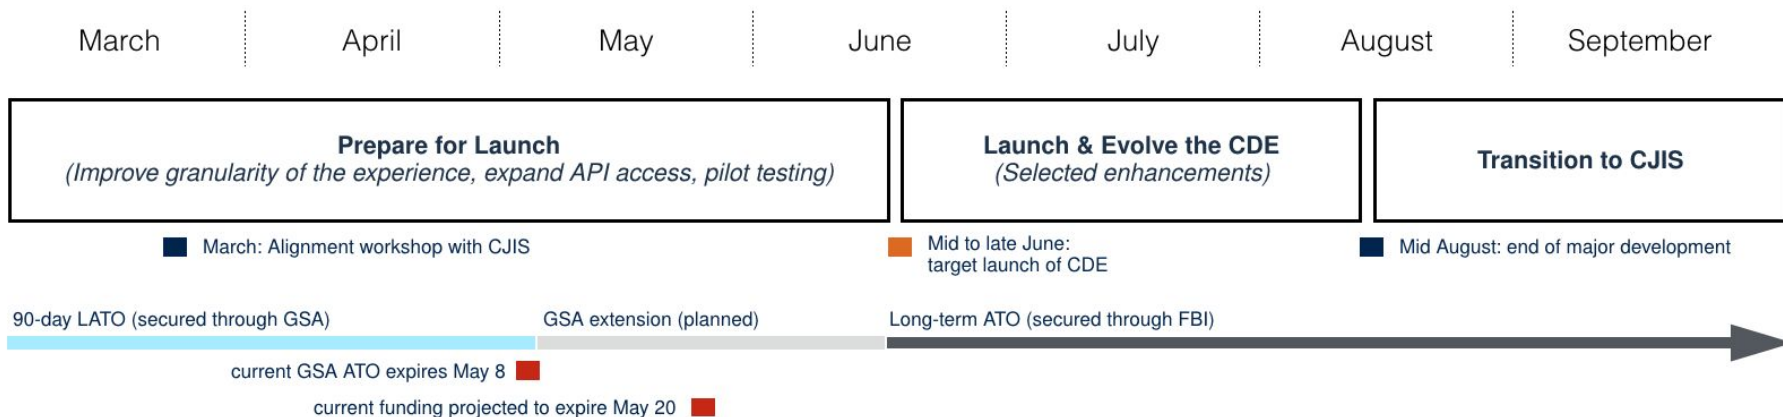 March
April
May
June
July
August
September
Prepare for Launch
(Improve granularity of the experience, expand API access, pilot testing)
Launch & Evolve the CDE
(Selected enhancements)
Transition to CJIS
March: Alignment workshop with CJIS
Mid to late June:
target launch of CDE
Mid August: end of major development
90-day LATO (secured through GSA)
GSA extension (planned)
Long-term ATO (secured through FBI)
current GSA ATO expires May 8
current funding projected to expire May 20